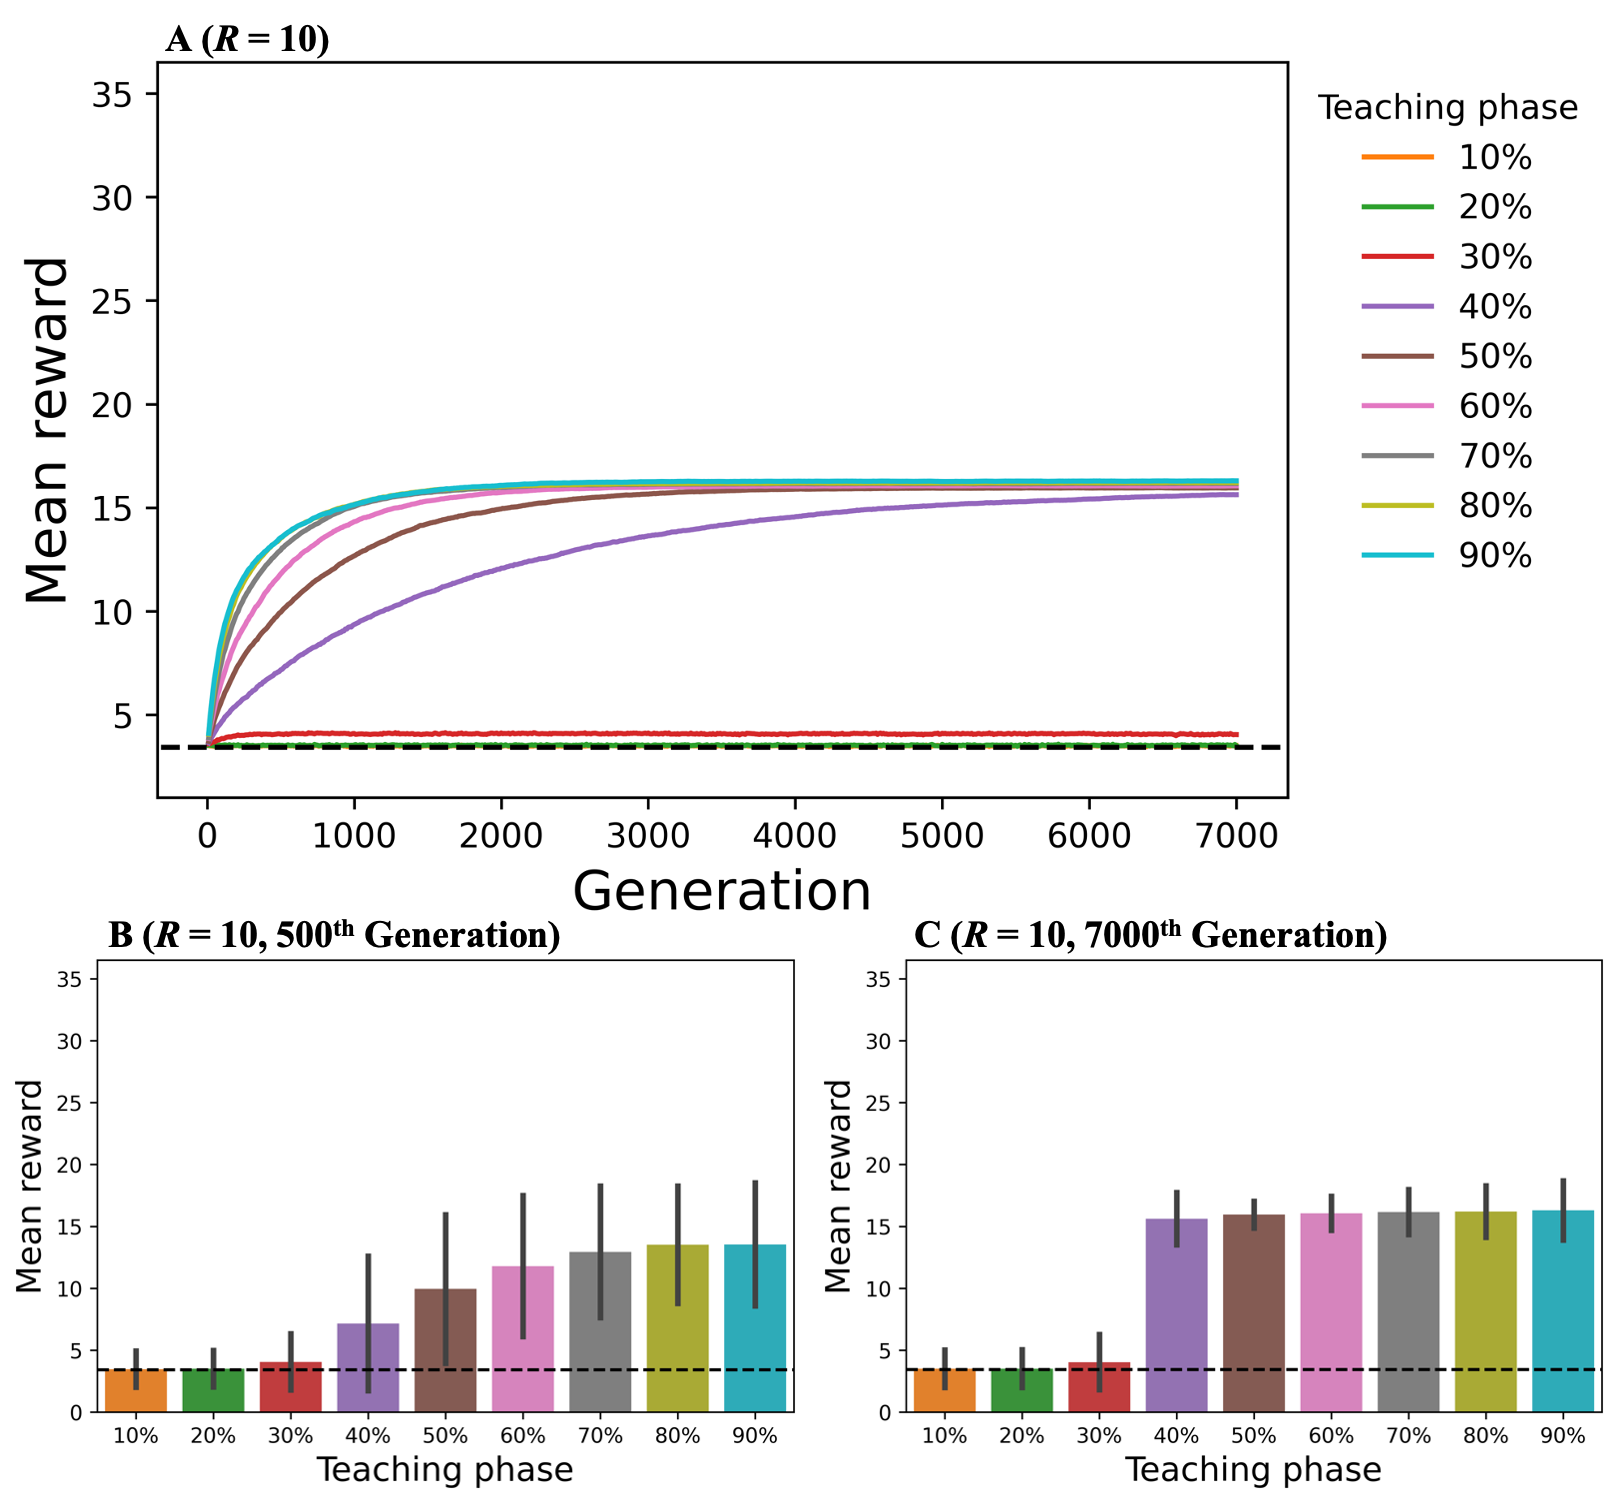 A (R = 10)
35
30
25
20
15
10
5
Mean reward
0 1000 2000 3000 4000 5000 6000 7000
Generation
Teaching phase
10%
20%
30%
40%
50%
60%
70%
80%
90%
B (R = 10, 500th Generation)
35
30
25
20
15
10
5
0
Mean reward
10% 20% 30% 40% 50% 60% 70% 80% 90%
Teaching phase
C (R = 10, 7000th Generation)
35
30
25
20
15
10
5
0
Mean reward
10% 20% 30% 40% 50% 60% 70% 80% 90%
Teaching phase